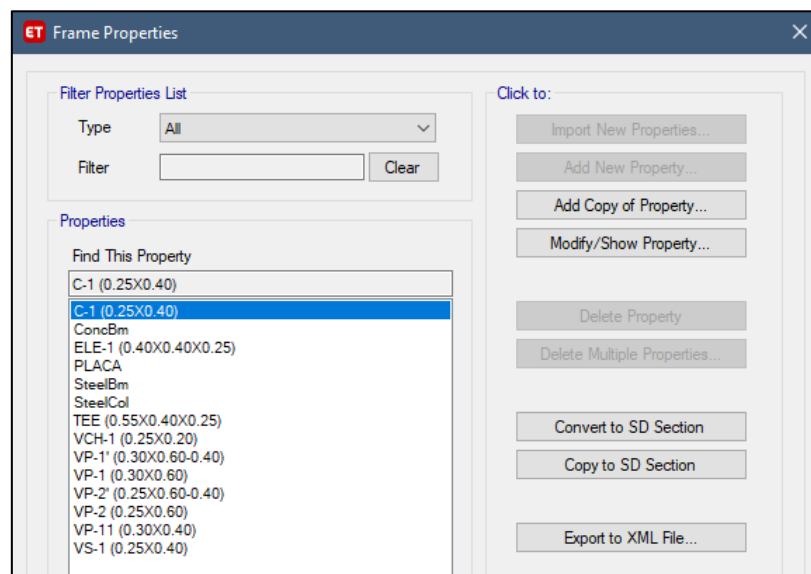 ET Frame Properties
Filter Properties List
Type All
Filter Clear
Properties
Find This Property
C-1 (0.25X0.40)
C-1 (0.25X0.40)
ConcBm
ELE-1 (0.40X0.40X0.25)
PLACA
SteelBm
SteelCol
TEE (0.55X0.40X0.25)
VCH-1 (0.25X0.20)
VP-1' (0.30X0.60-0.40)
VP-1 (0.30X0.60)
VP-2' (0.25X0.60-0.40)
VP-2 (0.25X0.60)
VP-11 (0.30X0.40)
VS-1 (0.25X0.40)
Click to:
Import New Properties...
Add New Property...
Add Copy of Property...
Modify/Show Property...
Delete Property
Delete Multiple Properties...
Convert to SD Section
Copy to SD Section
Export to XML File...